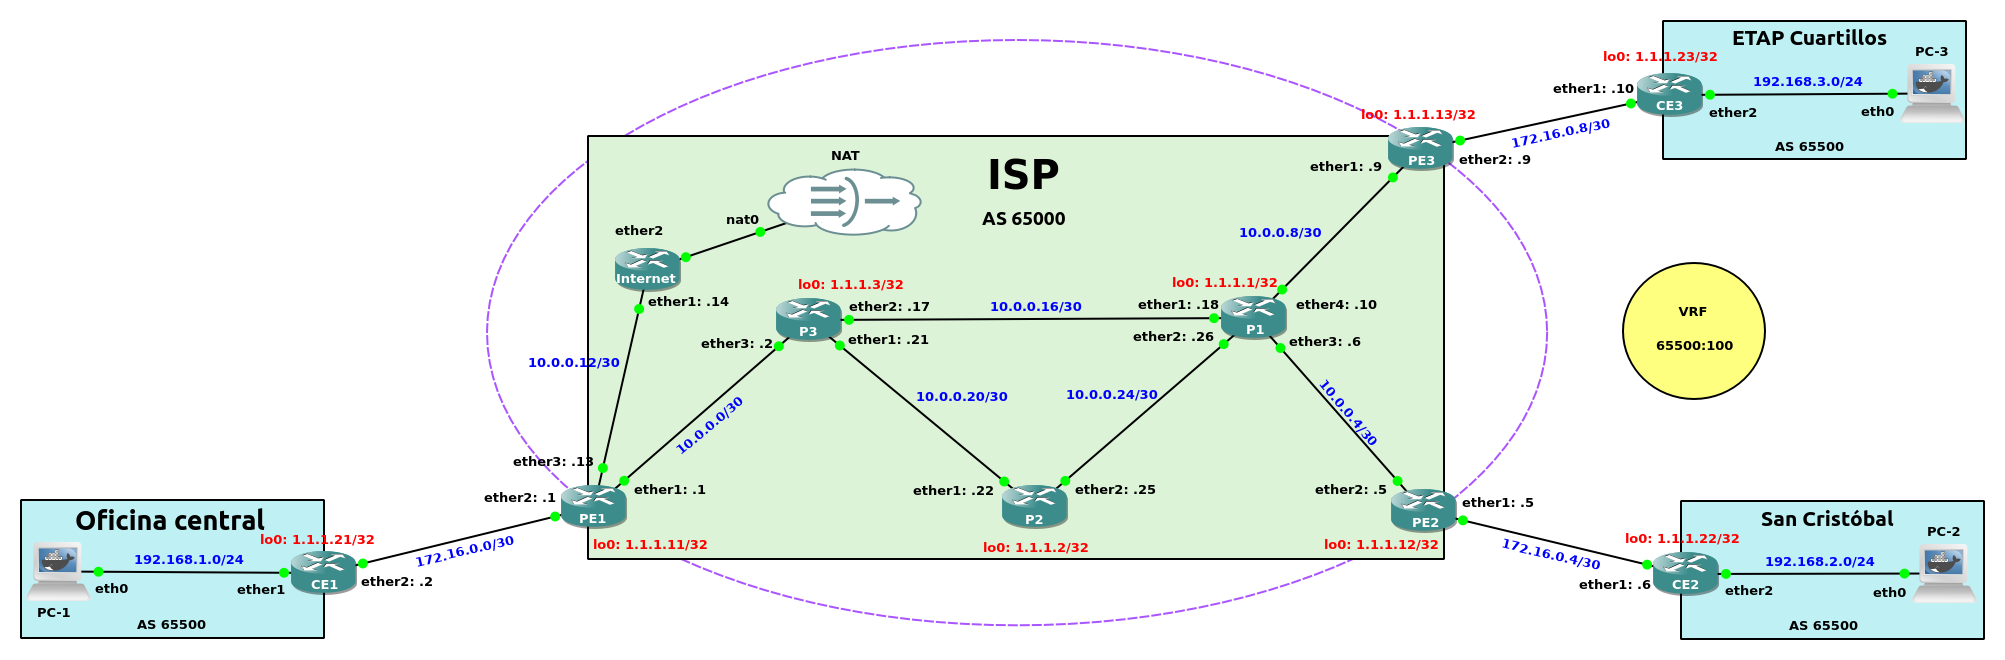 ETAP Cuartillos
PC-3
lo0: 1.1.1.23/32
192.168.3.0/24
ether1: .10
CE3
ether2
eth0
AS 65500
172.16.0.8/30
lo0: 1.1.1.13/32
PE3
ether1: .9
ether2: .9
NAT
ISP
AS 65000
nat0
ether2
Internet
ether1: .14
10.0.0.8/30
lo0: 1.1.1.3/32
lo0: 1.1.1.1/32
ether2: .17
10.0.0.16/30
ether1: .18
ether4: .10
P3
P1
ether3: .2
ether1: .21
ether2: .26
ether3: .6
VRF
65500:100
10.0.0.12/30
10.0.0.0/30
10.0.0.20/30
10.0.0.24/30
10.0.0.4/30
ether3: .13
ether2: .1
ether1: .1
PE1
lo0: 1.1.1.11/32
ether1: .22
ether2: .25
P2
lo0: 1.1.1.2/32
ether2: .5
ether1: .5
PE2
lo0: 1.1.1.12/32
Oficina central
lo0: 1.1.1.21/32
192.168.1.0/24
172.16.0.0/30
CE1
ether2: .2
eth0
ether1
PC-1
AS 65500
San Cristóbal
PC-2
lo0: 1.1.1.22/32
172.16.0.4/30
192.168.2.0/24
ether1: .6
CE2
ether2
eth0
AS 65500